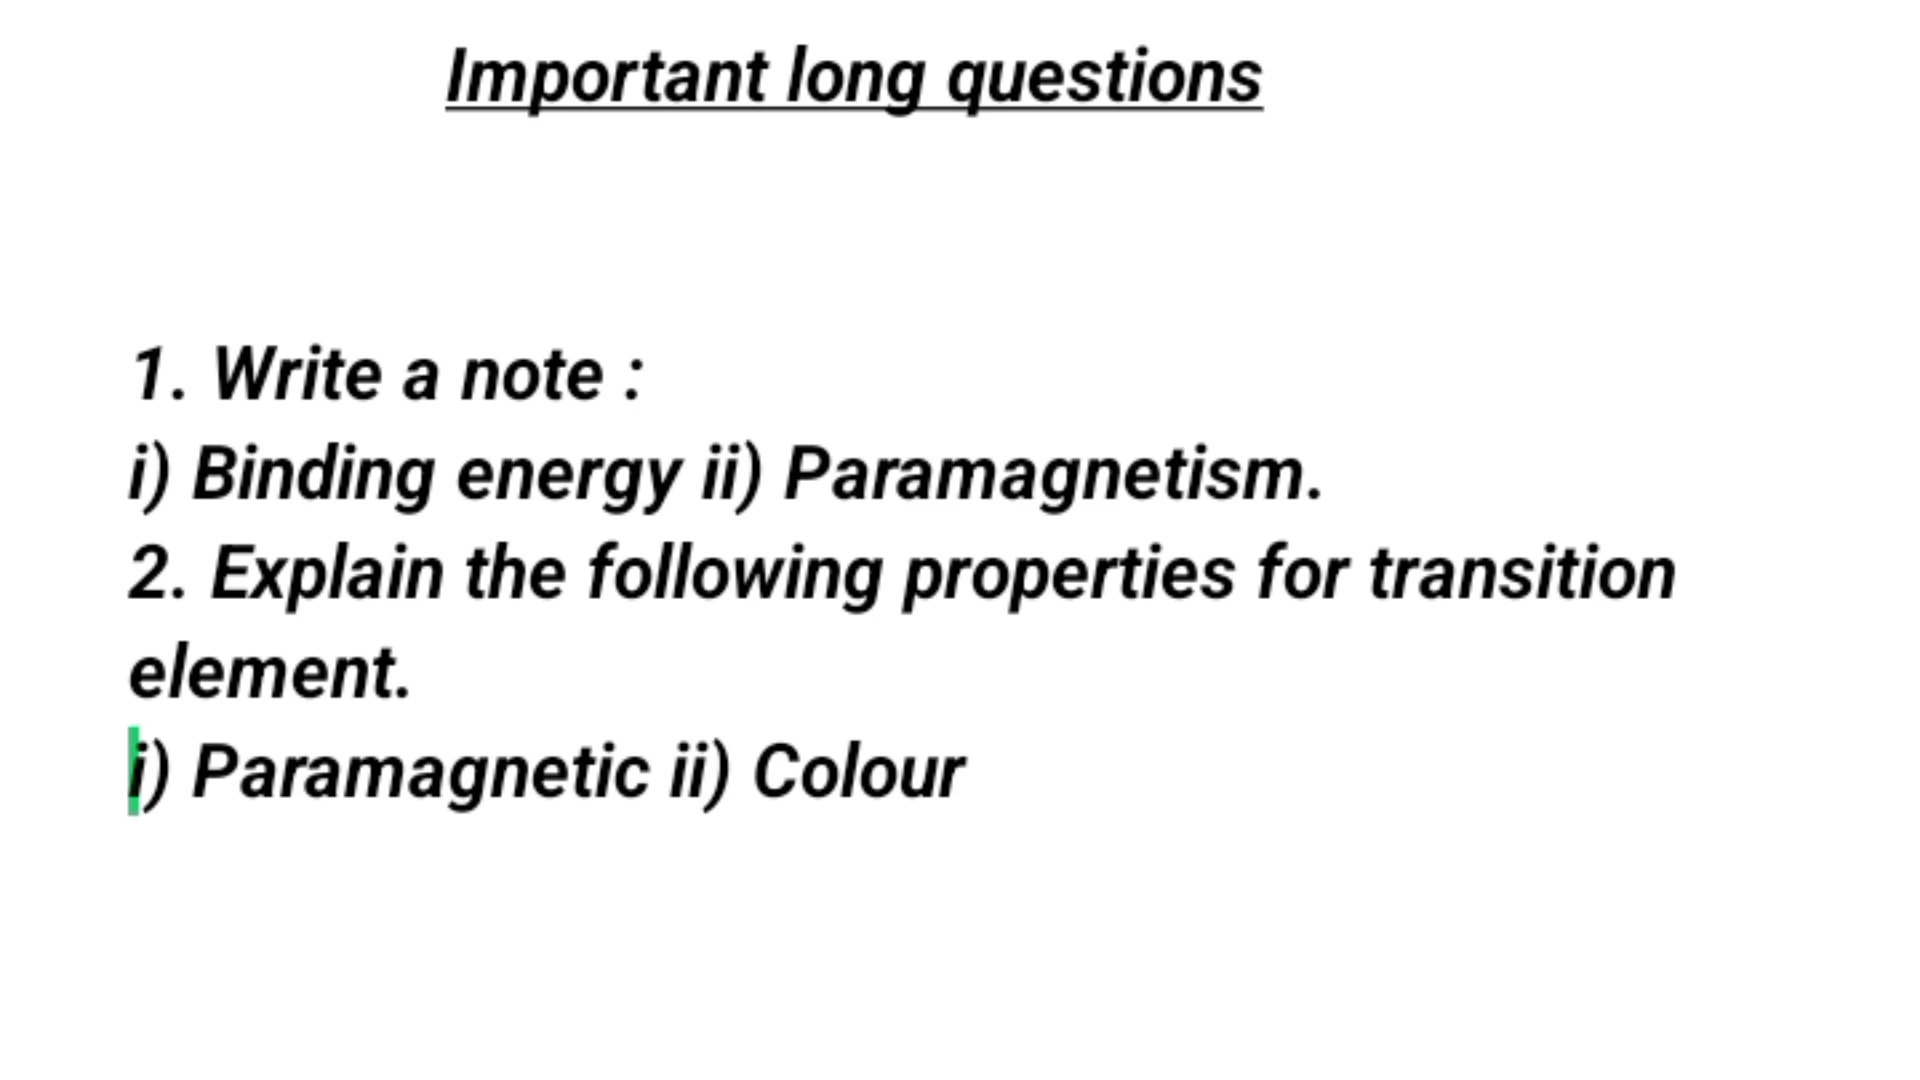 Important long questions
1. Write a note :
i) Binding energy ii) Paramagnetism.
2. Explain the following properties for transition
element.
i) Paramagnetic ii) Colour